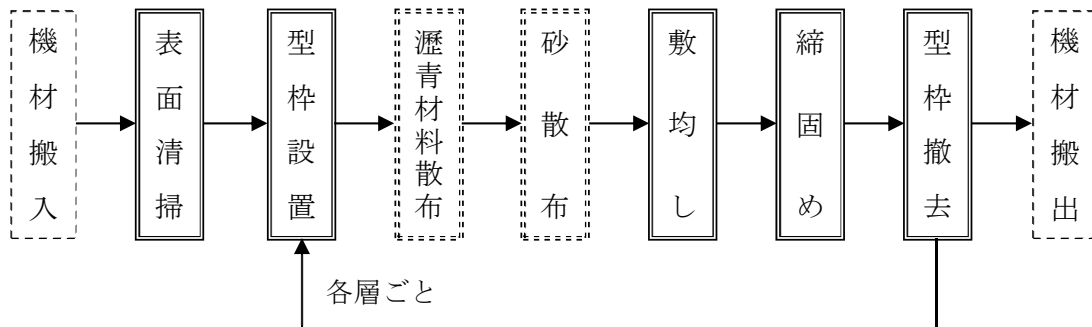 機材搬入
表面清掃
型枠設置
瀝青材料散布
砂散布
敷均し
締固め
型枠撤去
機材搬出
各層ごと